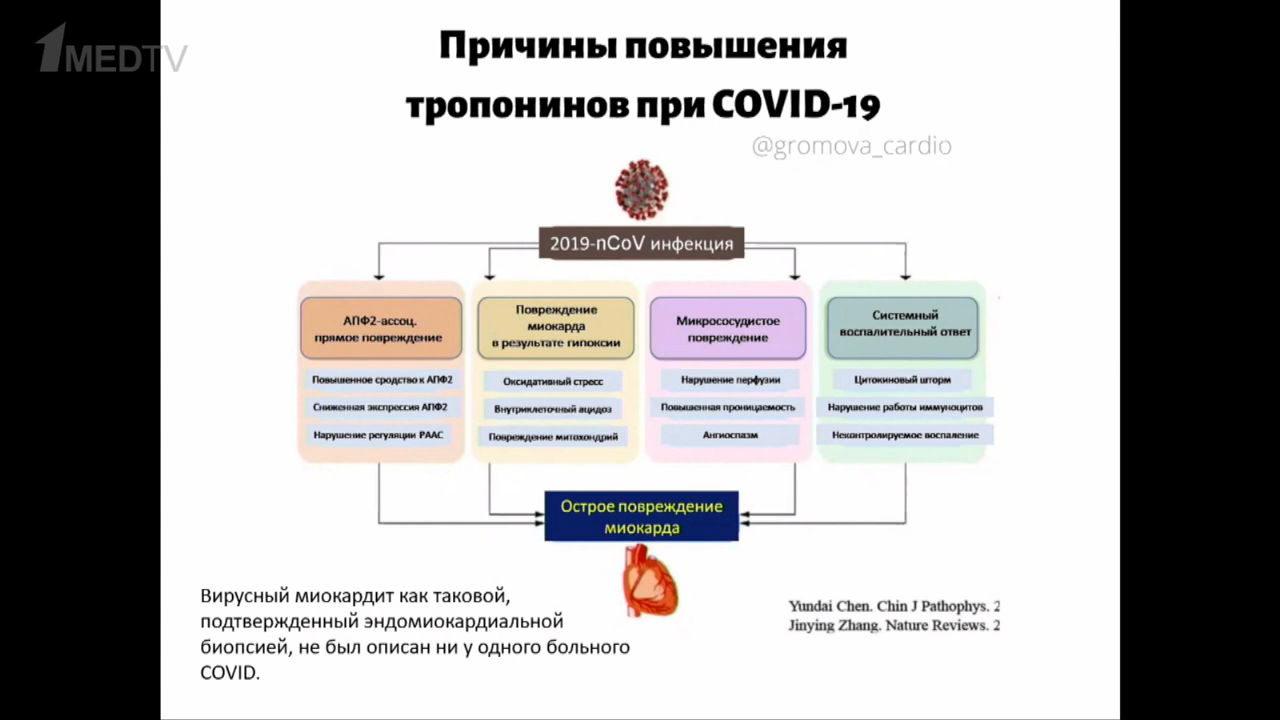 1MEDTV
Причины повышения
тропонинов при COVID-19
@gromova_cardio
2019-nCoV инфекция
АПФ2-ассоц.
прямое повреждение
Повышенное сродство к АПФ2
Сниженная экспрессия АПФ2
Нарушение регуляции РААС
Повреждение
миокарда
в результате гипоксии
Оксидативный стресс
Внутриклеточный ацидоз
Повреждение митохондрий
Микрососудистое
повреждение
Нарушение перфузии
Повышенная проницаемость
Ангиоспазм
Системный
воспалительный ответ
Цитокиновый шторм
Нарушение работы иммуноцитов
Неконтролируемое воспаление
Острое повреждение
миокарда
Вирусный миокардит как таковой,
подтвержденный эндомиокардиальной
биопсией, не был описан ни у одного больного
COVID.
Yundai Chen. Chin J Pathophys. 2
Jinying Zhang. Nature Reviews. 2